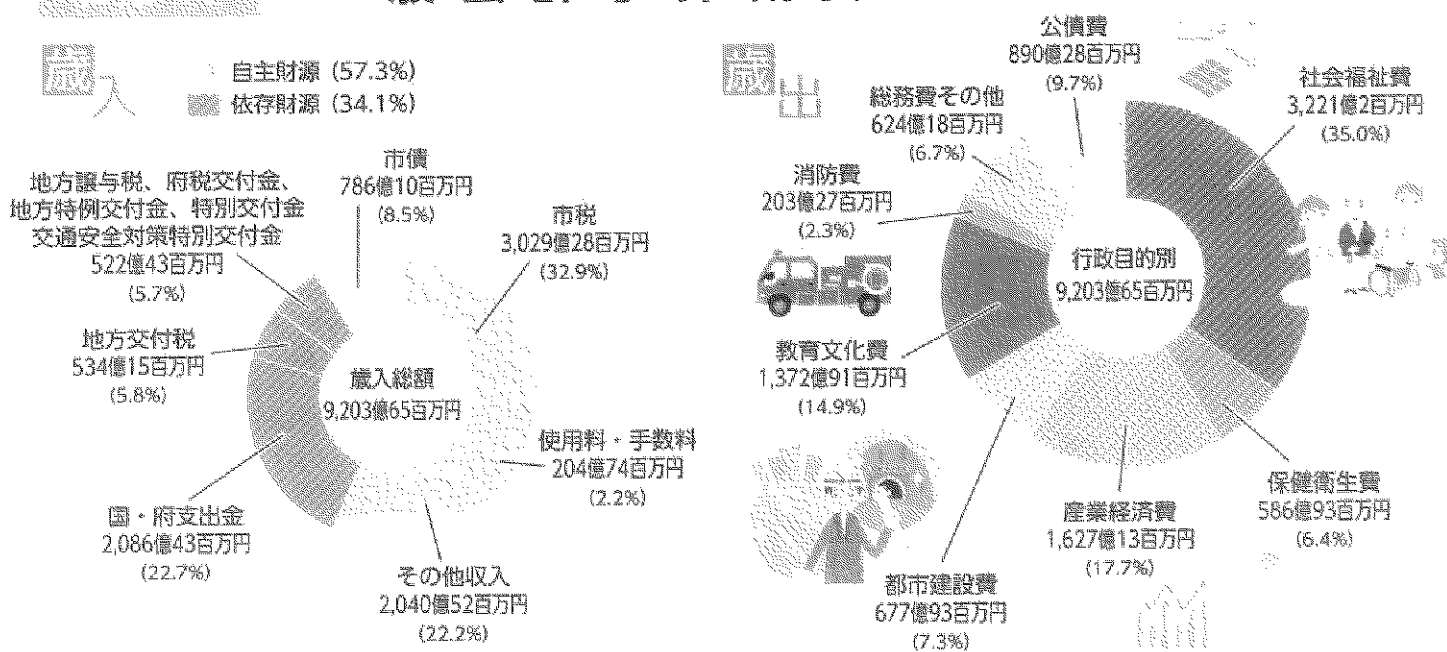 歳入
自主財源 (57.3%)
依存財源 (34.1%)
市債
786億10百万円
(8.5%)
市税
3,029億28百万円
(32.9%)
地方譲与税、府税交付金、
地方特例交付金、特別交付金
交通安全対策特別交付金
522億43百万円
(5.7%)
地方交付税
534億15百万円
(5.8%)
歳入総額
9,203億65百万円
使用料・手数料
204億74百万円
(2.2%)
国・府支出金
2,086億43百万円
(22.7%)
その他収入
2,040億52百万円
(22.2%)
歳出
公債費
890億28百万円
(9.7%)
社会福祉費
3,221億2百万円
(35.0%)
総務費その他
624億18百万円
(6.7%)
消防費
203億27百万円
(2.3%)
行政目的別
9,203億65百万円
教育文化費
1,372億91百万円
(14.9%)
保健衛生費
586億93百万円
(6.4%)
産業経済費
1,627億13百万円
(17.7%)
都市建設費
677億93百万円
(7.3%)